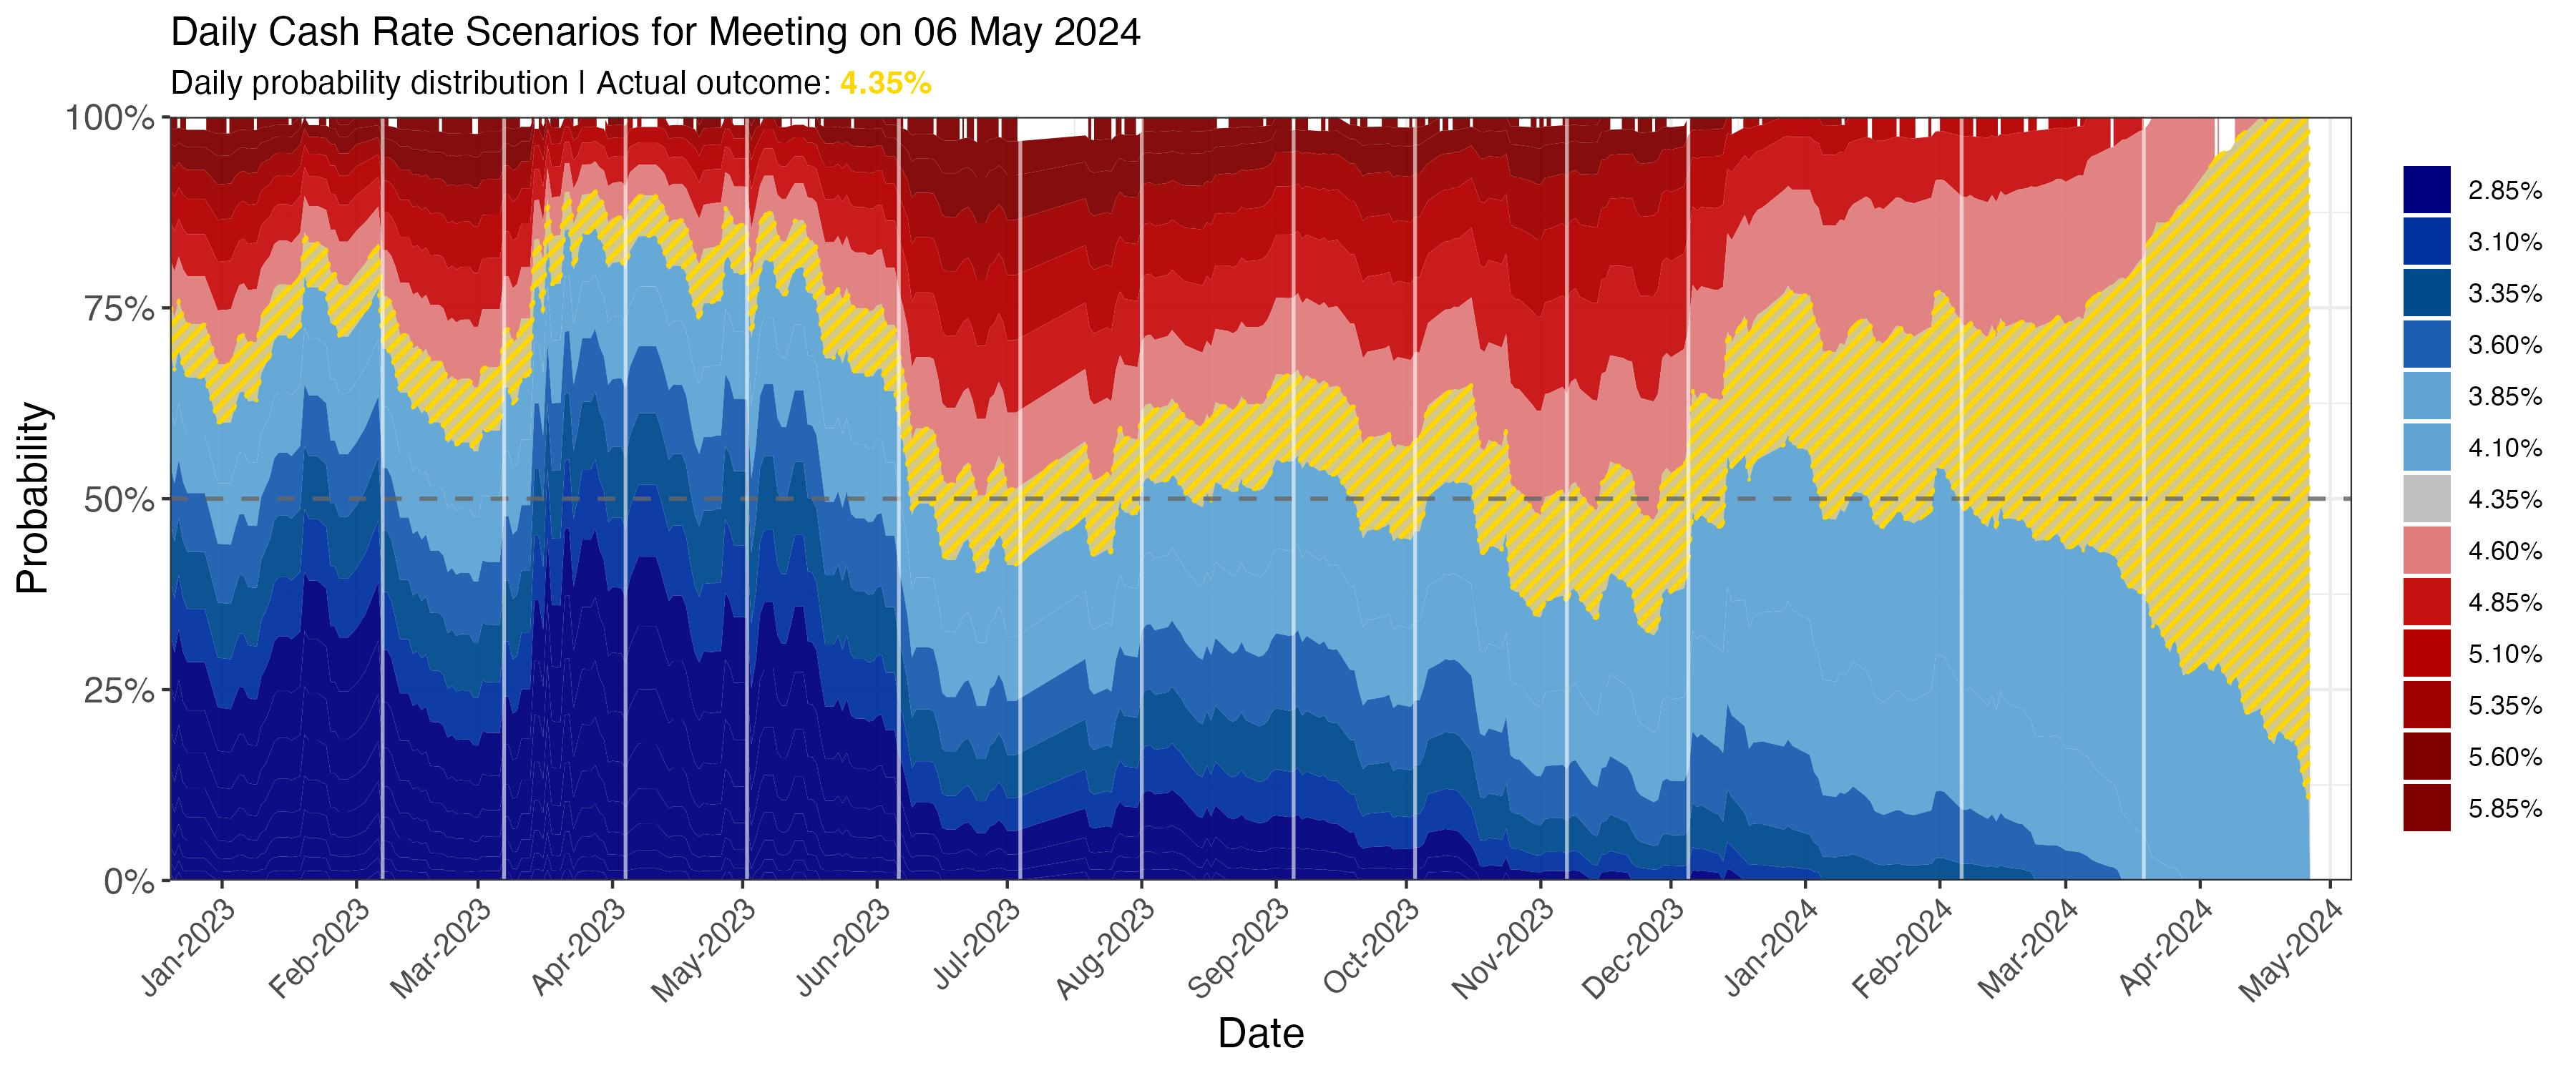 Daily Cash Rate Scenarios for Meeting on 06 May 2024
Daily probability distribution | Actual outcome: 4.35%
Probability
100%
75%
50%
25%
0%
Jan-2023
Feb-2023
Mar-2023
Apr-2023
May-2023
Jun-2023
Jul-2023
Aug-2023
Sep-2023
Oct-2023
Nov-2023
Dec-2023
Jan-2024
Feb-2024
Mar-2024
Apr-2024
May-2024
Date
2.85%
3.10%
3.35%
3.60%
3.85%
4.10%
4.35%
4.60%
4.85%
5.10%
5.35%
5.60%
5.85%